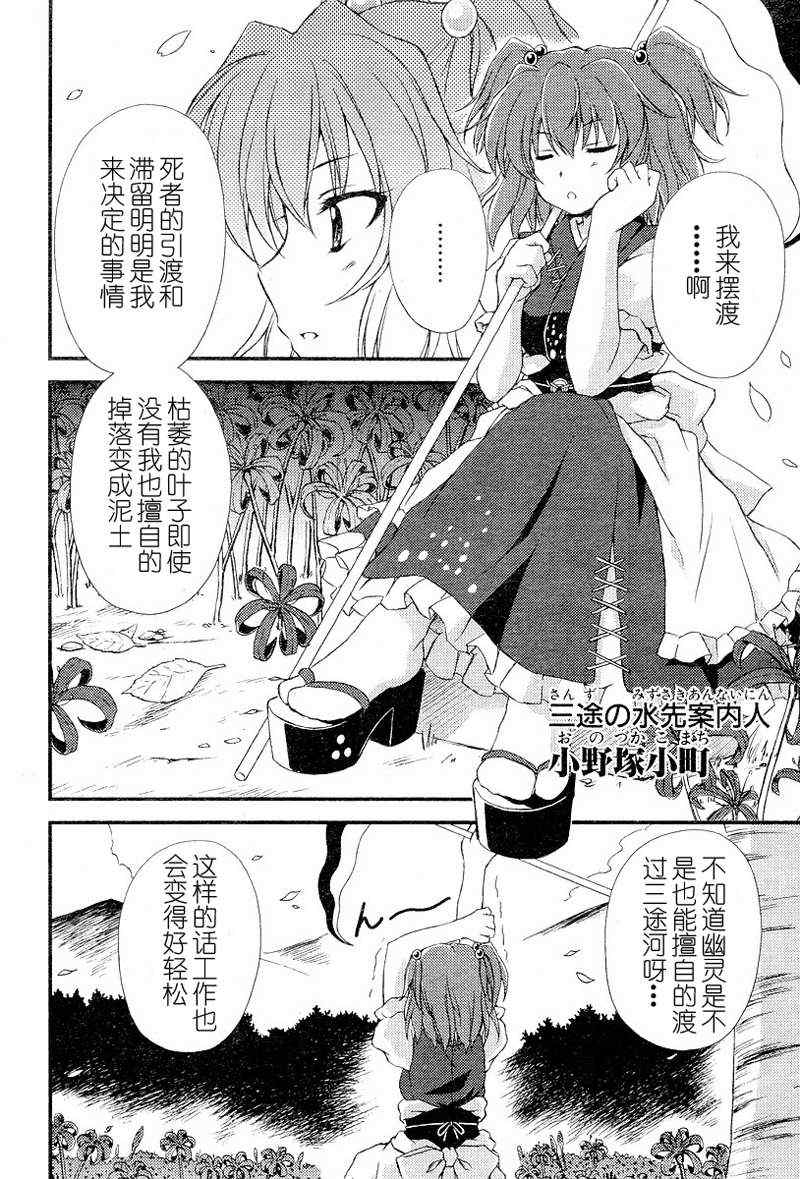 我来摆渡
……啊
……
死者的引渡和
滞留明明是我
来决定的事情
枯萎的叶子即使
没有我也擅自的
掉落变成泥土
さんず みずさきあんないにん
三途の水先案内人
おのづかこまち
小野塚小町
不知道幽灵是不
是也能擅自的渡
过三途河呀…
ん〜
这样的话工作也
会变得好轻松